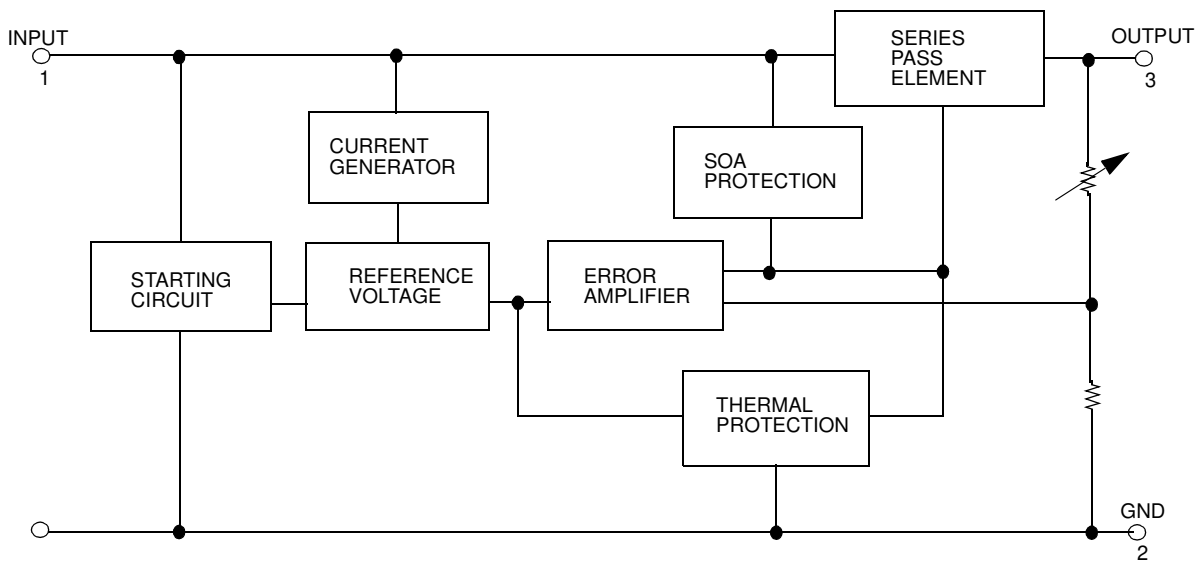 INPUT
1
SERIES
PASS
ELEMENT
OUTPUT
3
CURRENT
GENERATOR
SOA
PROTECTION
STARTING
CIRCUIT
REFERENCE
VOLTAGE
ERROR
AMPLIFIER
THERMAL
PROTECTION
GND
2